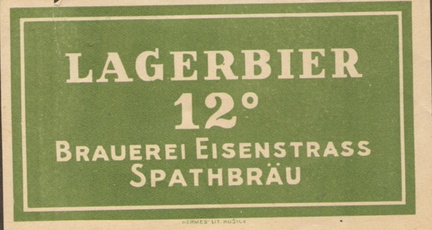 LAGERBIER
12°
BRAUEREI EISENSTRASS
SPATHBRÄU